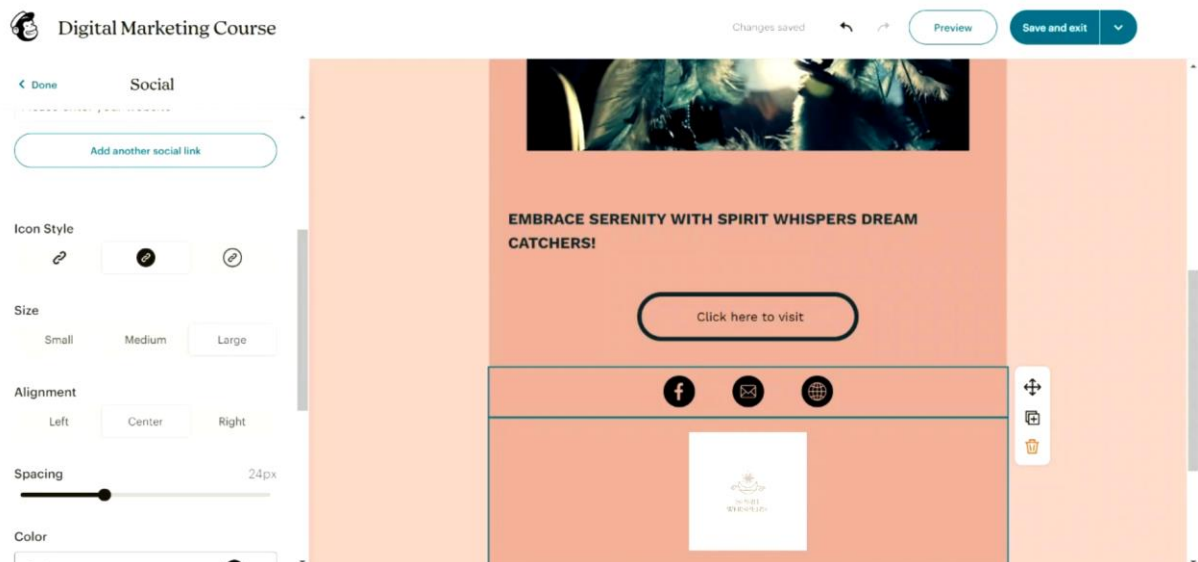 Digital Marketing Course
Changes saved
Preview
Save and exit
Done
Social
Add another social link
Icon Style
Size
Small
Medium
Large
Alignment
Left
Center
Right
Spacing
24px
Color
EMBRACE SERENITY WITH SPIRIT WHISPERS DREAM
CATCHERS!
Click here to visit